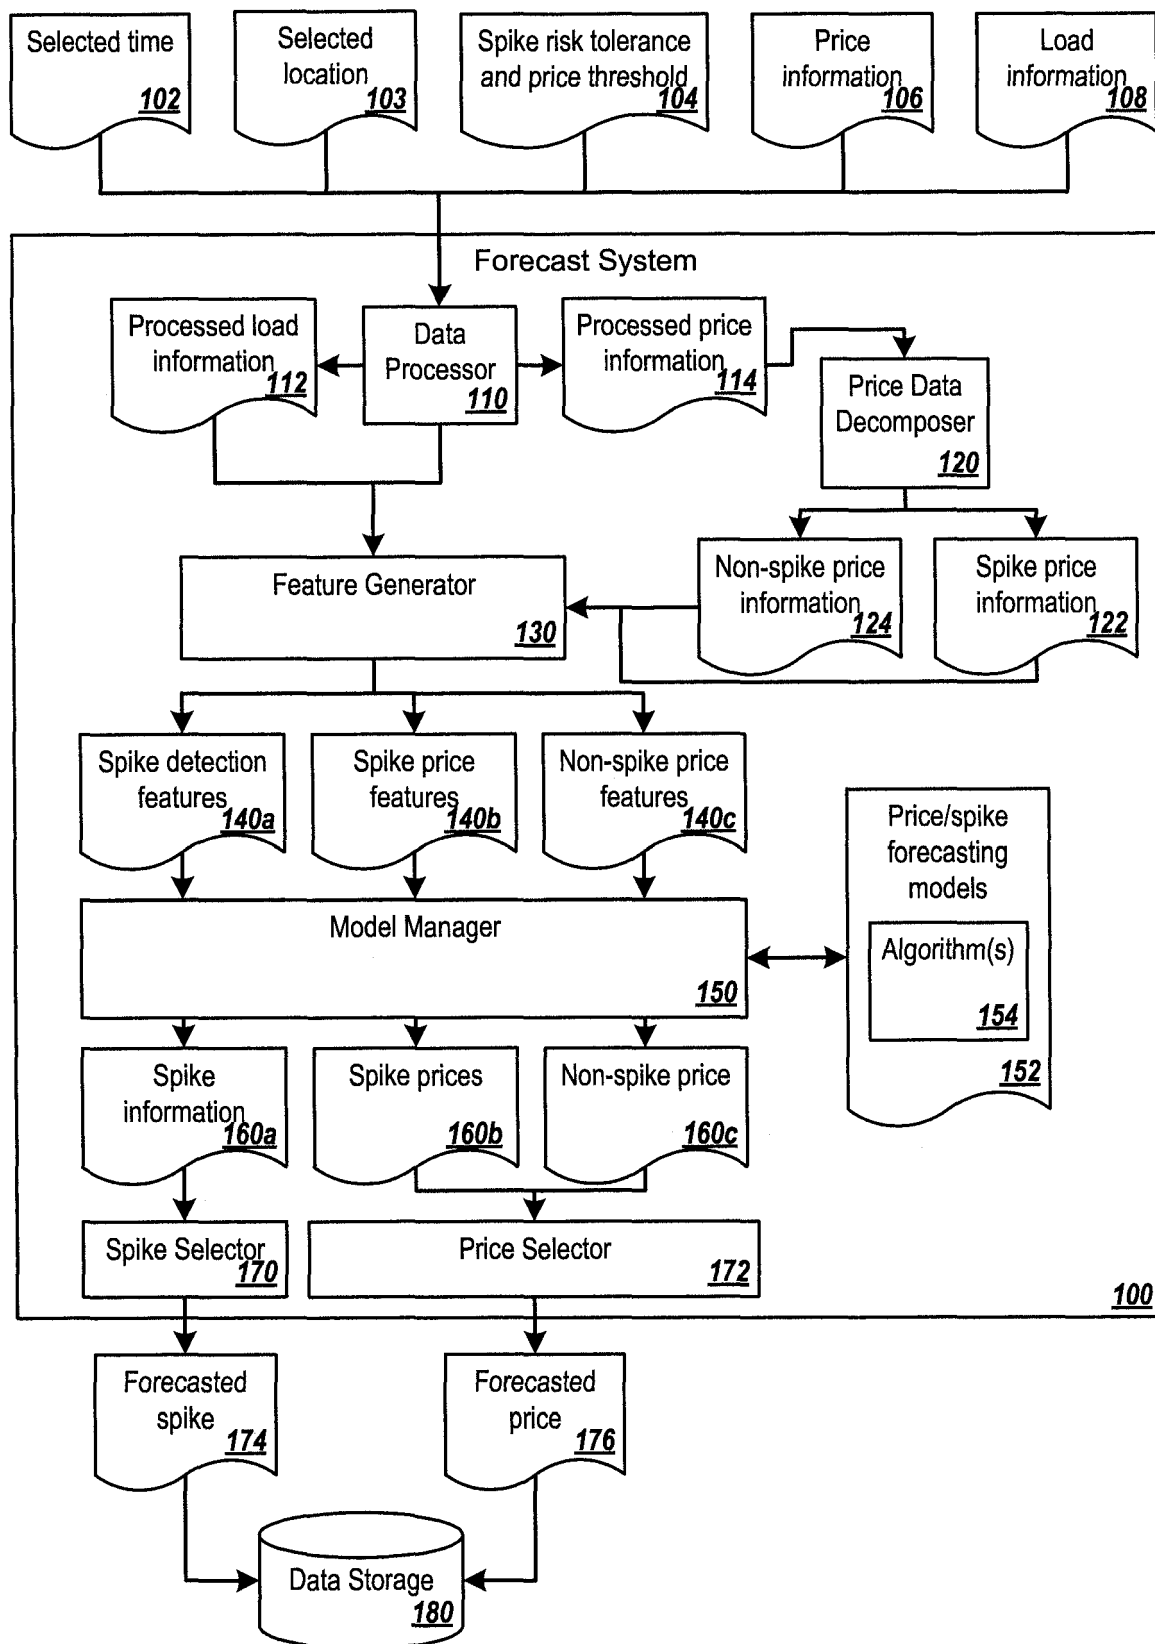 Selected time
102
Selected
location
103
Spike risk tolerance
and price threshold
104
Price
information
106
Load
information
108
Forecast System
Processed load
information
112
Data
Processor
110
Processed price
information
114
Price Data
Decomposer
120
Feature Generator
130
Non-spike price
information
124
Spike price
information
122
Spike detection
features
140a
Spike price
features
140b
Non-spike price
features
140c
Price/spike
forecasting
models
Algorithm(s)
154
152
Model Manager
150
Spike
information
160a
Spike prices
160b
Non-spike price
160c
Spike Selector
170
Price Selector
172
100
Forecasted
spike
174
Forecasted
price
176
Data Storage
180